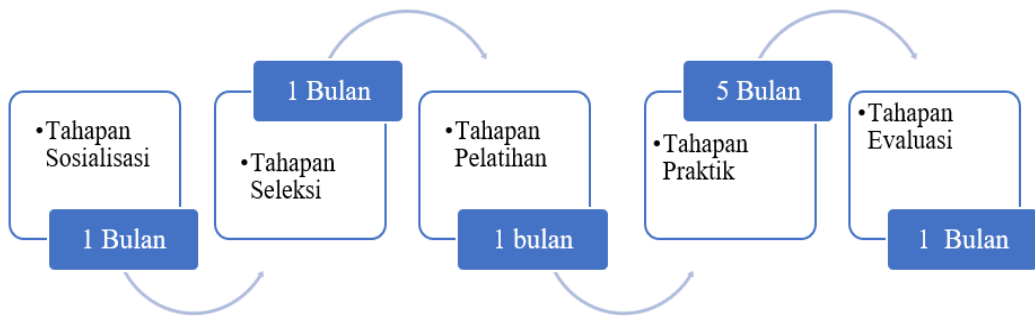 •Tahapan
Sosialisasi
1 Bulan
1 Bulan
•Tahapan
Seleksi
•Tahapan
Pelatihan
1 bulan
5 Bulan
•Tahapan
Praktik
•Tahapan
Evaluasi
1 Bulan